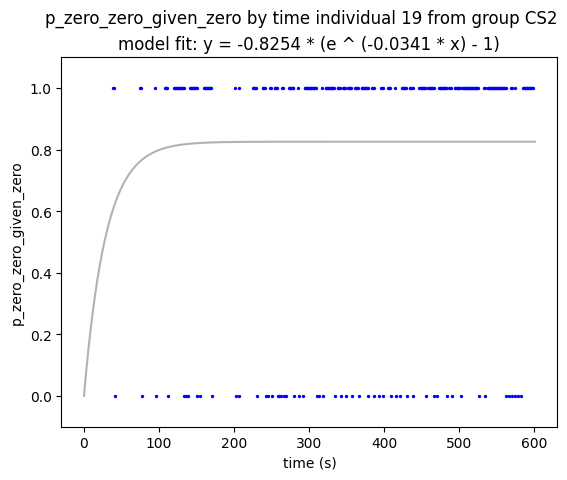 p_zero_zero_given_zero by time individual 19 from group CS2
model fit: y = -0.8254 * (e ^ (-0.0341 * x) - 1)
1.0
0.8
0.6
0.4
0.2
0.0
p_zero_zero_given_zero
0 100 200 300 400 500 600
time (s)